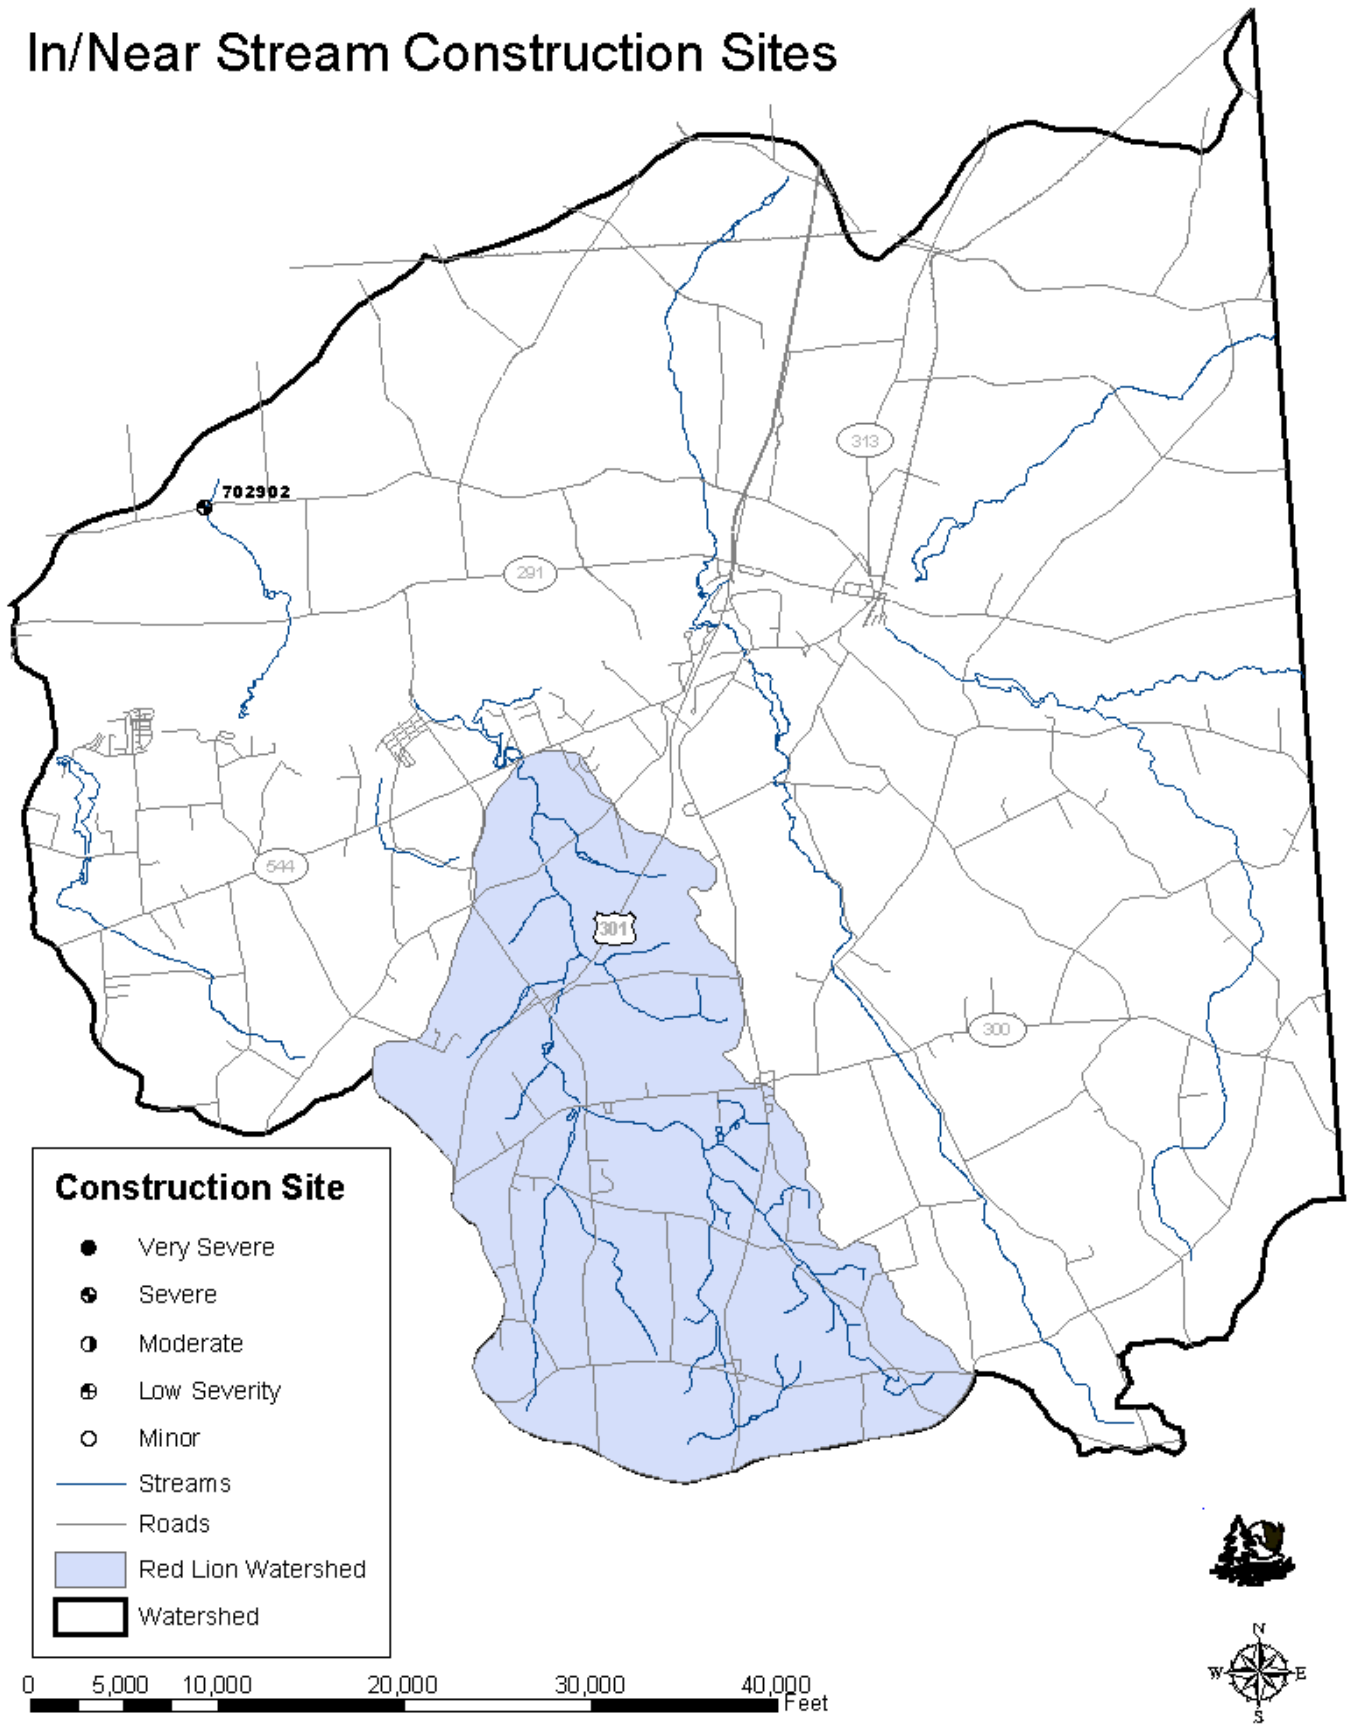 In/Near Stream Construction Sites
313
702902
291
544
301
300
Construction Site
Very Severe
Severe
Moderate
Low Severity
Minor
Streams
Roads
Red Lion Watershed
Watershed
N
W E
S
0 5,000 10,000 20,000 30,000 40,000
Feet